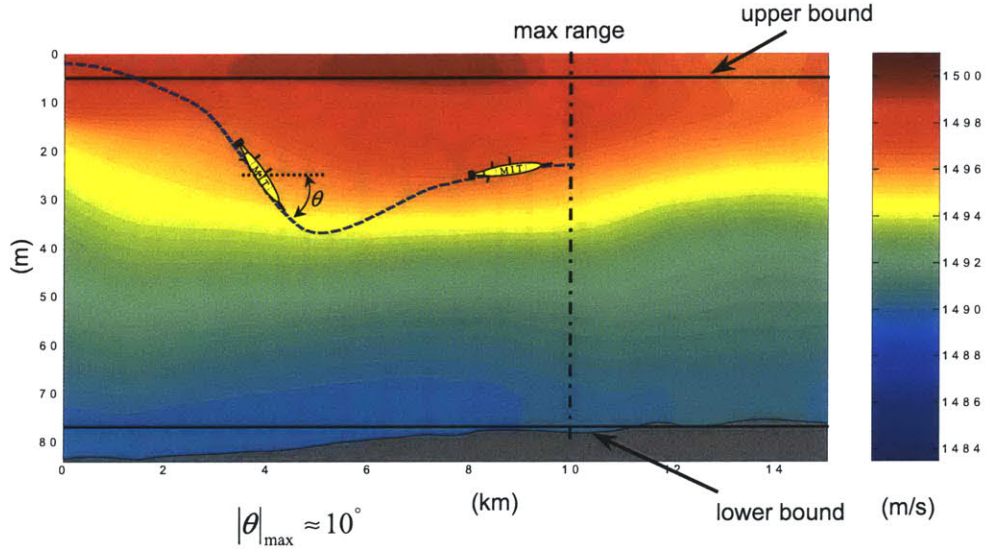 upper bound
max range
0
10
20
30
40
50
60
70
80
(m)
MIT
MIT
θ
0
2
4
6
8
10
12
14
(km)
1500
1498
1496
1494
1492
1490
1488
1486
1484
(m/s)
lower bound
|θ|max ≈ 10°